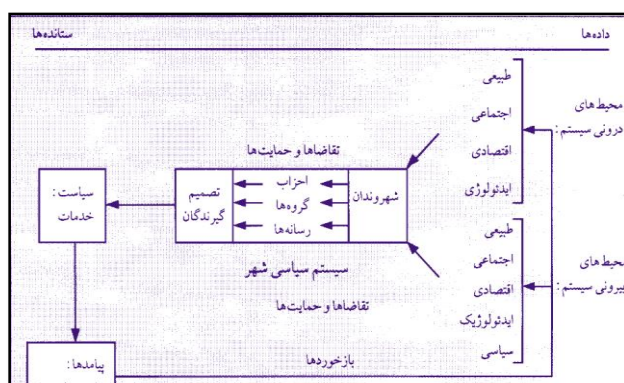 داده‌ها
ستانده‌ها
محیط‌های
درونی سیستم :
طبیعی
اجتماعی
اقتصادی
ایدئولوژی
تقاضاها و حمایت‌ها
شهروندان
احزاب
گروه‌ها
رسانه‌ها
تصمیم
گیرندگان
سیاست :
خدمات
سیستم سیاسی شهر
تقاضاها و حمایت‌ها
محیط‌های
بیرونی سیستم :
طبیعی
اجتماعی
اقتصادی
ایدئولوژیک
سیاسی
بازخوردها
پیامدها :